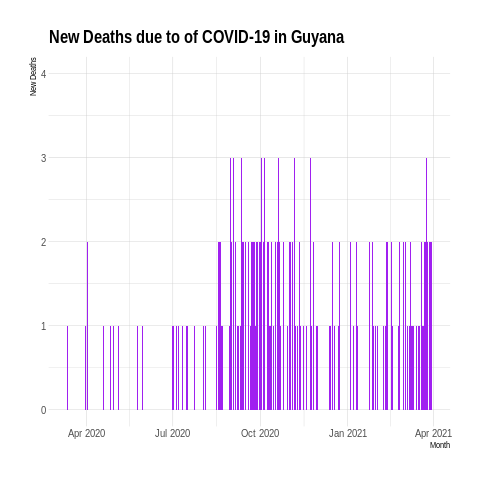 New Deaths due to of COVID-19 in Guyana
New Deaths
4
3
2
1
0
Apr 2020 Jul 2020 Oct 2020 Jan 2021 Apr 2021
Month